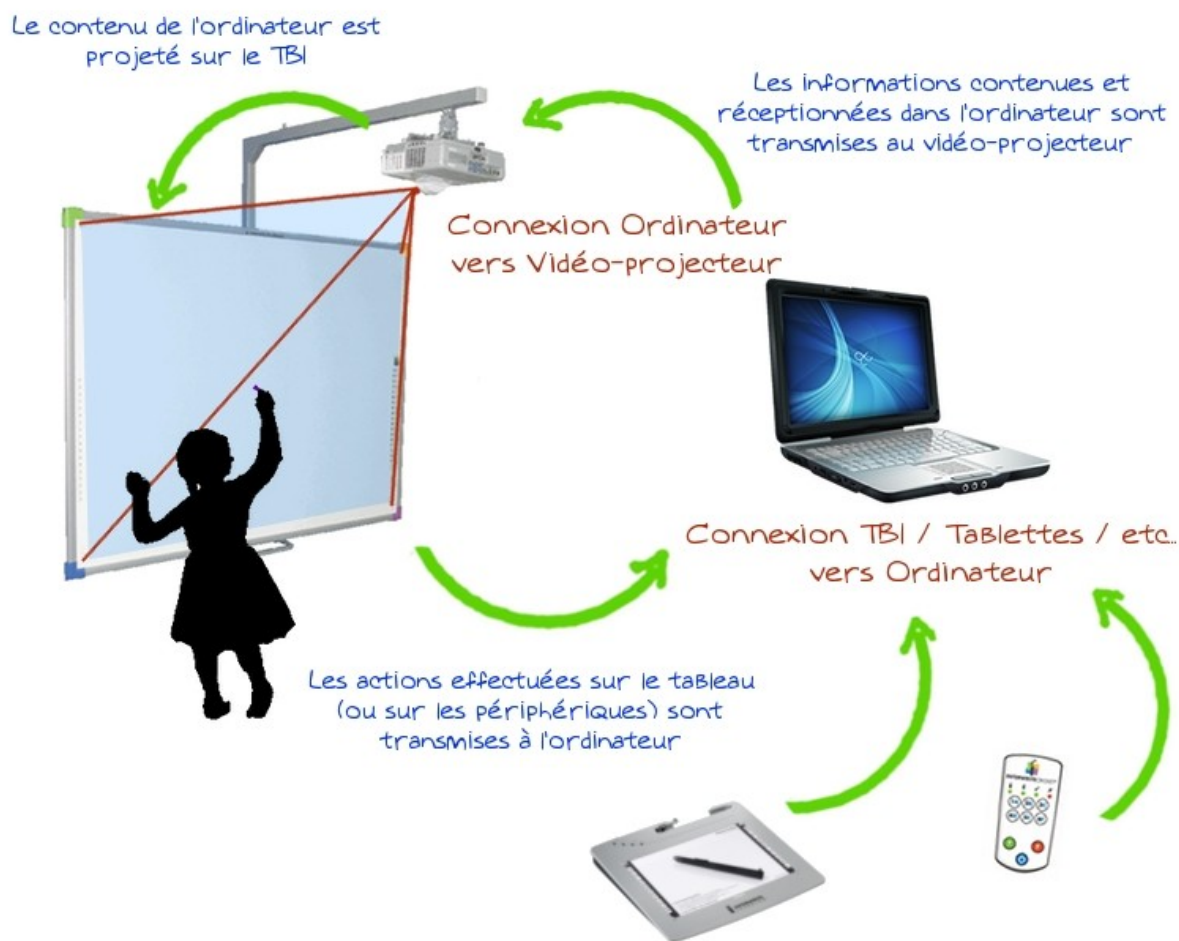 Le contenu de l'ordinateur est
projeté sur le TBI
Les informations contenues et
réceptionnées dans l'ordinateur sont
transmises au vidéo-projecteur
Connexion Ordinateur
vers Vidéo-projecteur
Connexion TBI / Tablettes / etc..
vers Ordinateur
Les actions effectuées sur le tableau
(ou sur les périphériques) sont
transmises à l'ordinateur